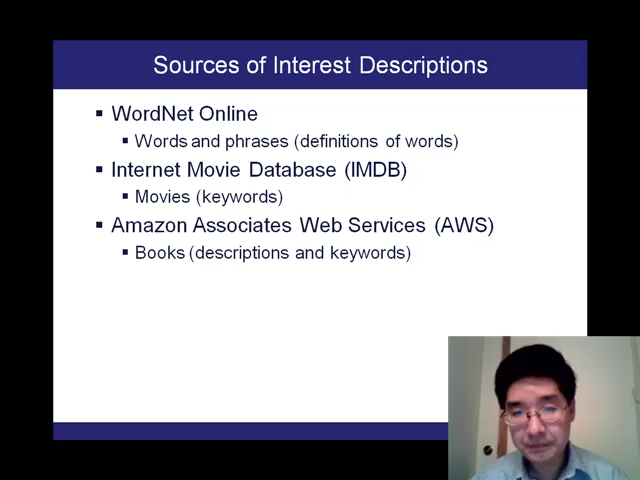 Sources of Interest Descriptions
▪ WordNet Online
▪ Words and phrases (definitions of words)
▪ Internet Movie Database (IMDB)
▪ Movies (keywords)
▪ Amazon Associates Web Services (AWS)
▪ Books (descriptions and keywords)